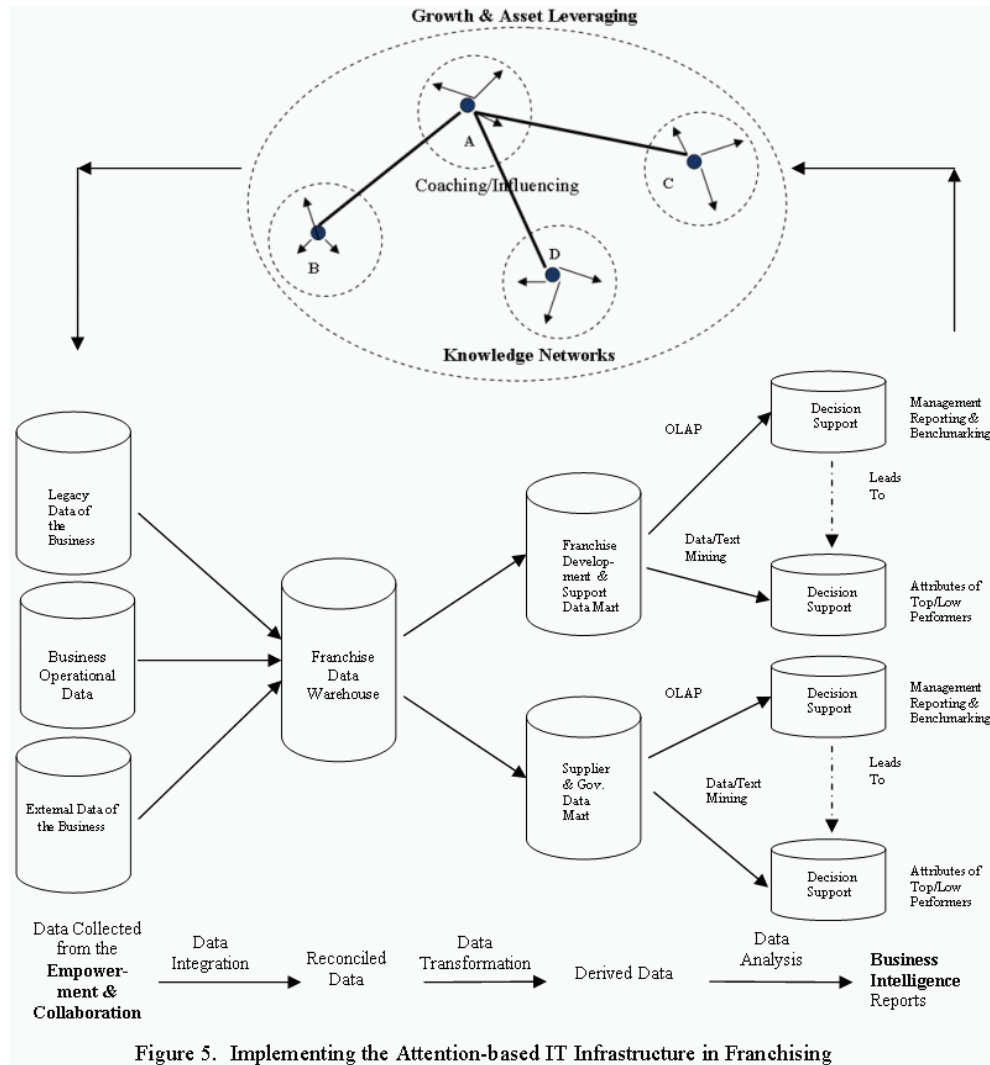 Growth & Asset Leveraging
A
Coaching/Influencing
C
B
D
Knowledge Networks
Legacy
Data of
the
Business
Business
Operational
Data
External Data of
the Business
Franchise
Data
Warehouse
Franchise
Develop-
ment &
Support
Data Mart
Supplier
& Gov.
Data
Mart
OLAP
Data/Text
Mining
OLAP
Data/Text
Mining
Decision
Support
Management
Reporting &
Benchmarking
Leads
To
Decision
Support
Attributes of
Top/Low
Performers
Decision
Support
Management
Reporting &
Benchmarking
Leads
To
Decision
Support
Attributes of
Top/Low
Performers
Data Collected
from the
Empower-
ment &
Collaboration
Data
Integration
Reconciled
Data
Data
Transformation
Derived Data
Data
Analysis
Business
Intelligence
Reports
Figure 5. Implementing the Attention-based IT Infrastructure in Franchising